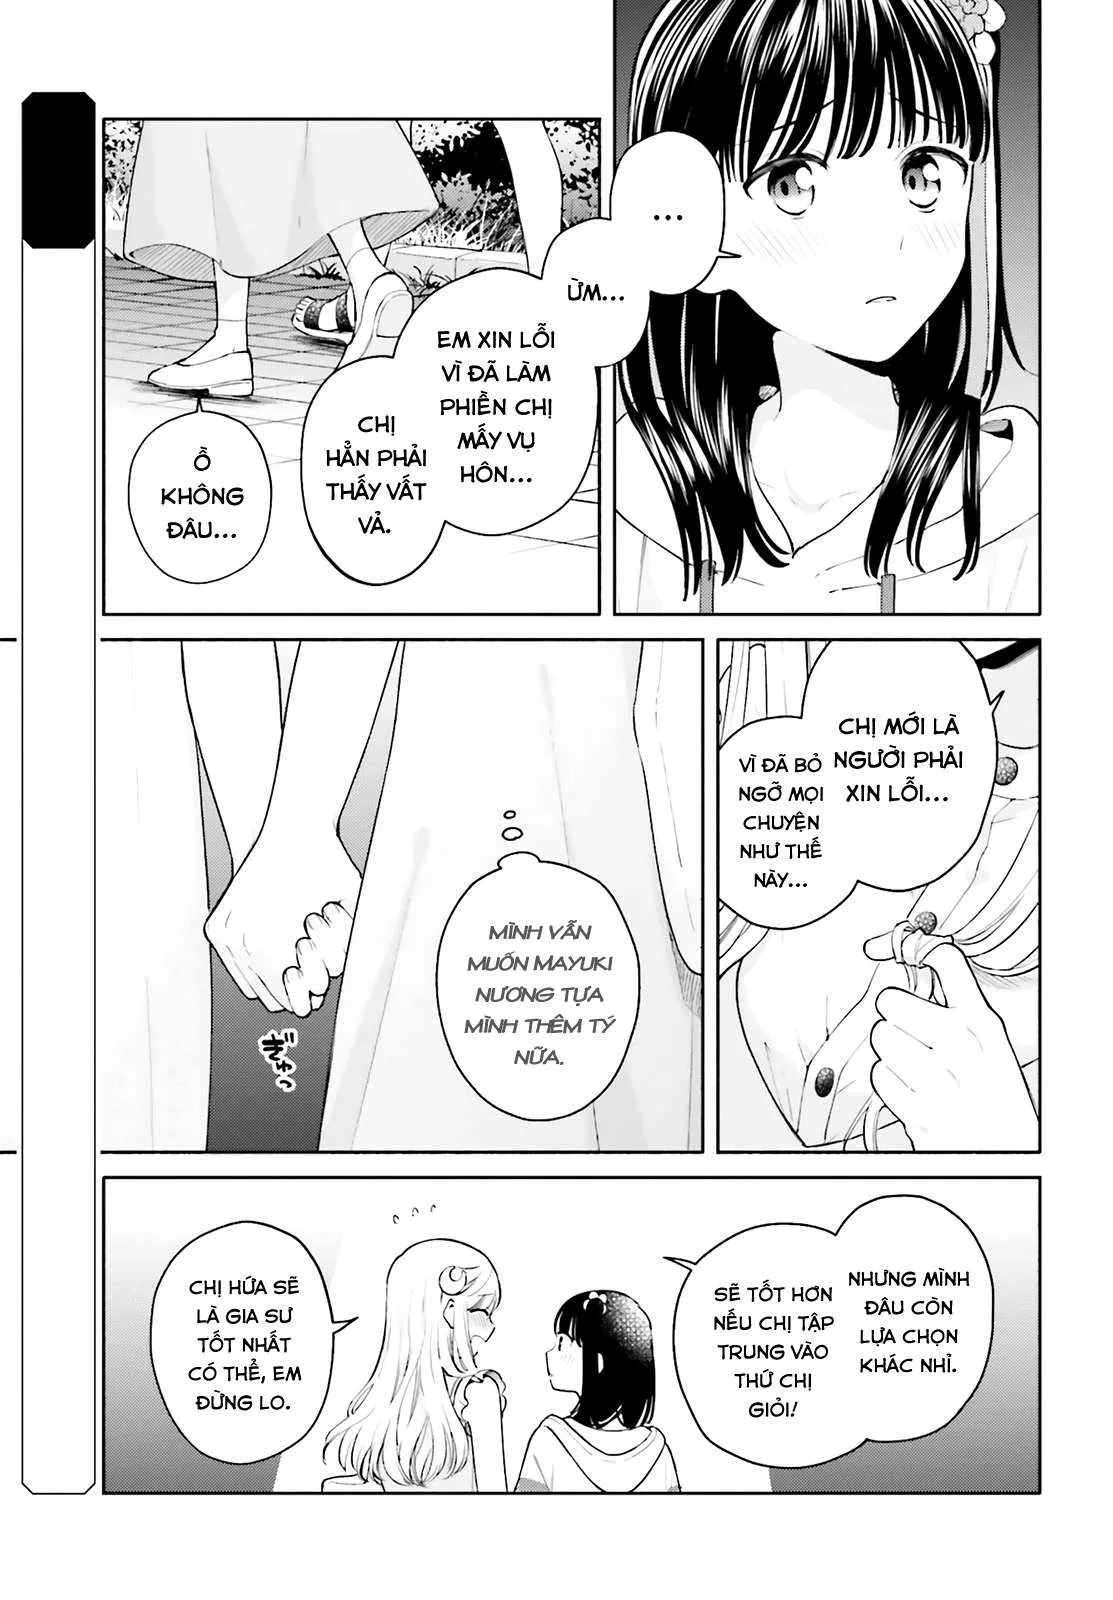 ...
ỪM...
EM XIN LỖI
VÌ ĐÃ LÀM
PHIỀN CHỊ
MẤY VỤ
HÔN...
CHỊ
HẲN PHẢI
THẤY VẤT
VẢ.
Ồ
KHÔNG
ĐÂU...
CHỊ MỚI LÀ
NGƯỜI PHẢI
XIN LỖI...
VÌ ĐÃ BỎ
NGỠ MỌI
CHUYỆN
NHƯ THẾ
NÀY...
MÌNH VẪN
MUỐN MAYUKI
NƯƠNG TỰA
MÌNH THÊM TÝ
NỮA.
ぎゅっ
NHƯNG MÌNH
ĐÂU CÒN
LỰA CHỌN
KHÁC NHỈ.
SẼ TỐT HƠN
NẾU CHỊ TẬP
TRUNG VÀO
THỨ CHỊ
GIỎI!
CHỊ HỨA SẼ
LÀ GIA SƯ
TỐT NHẤT
CÓ THỂ, EM
ĐỪNG LO.